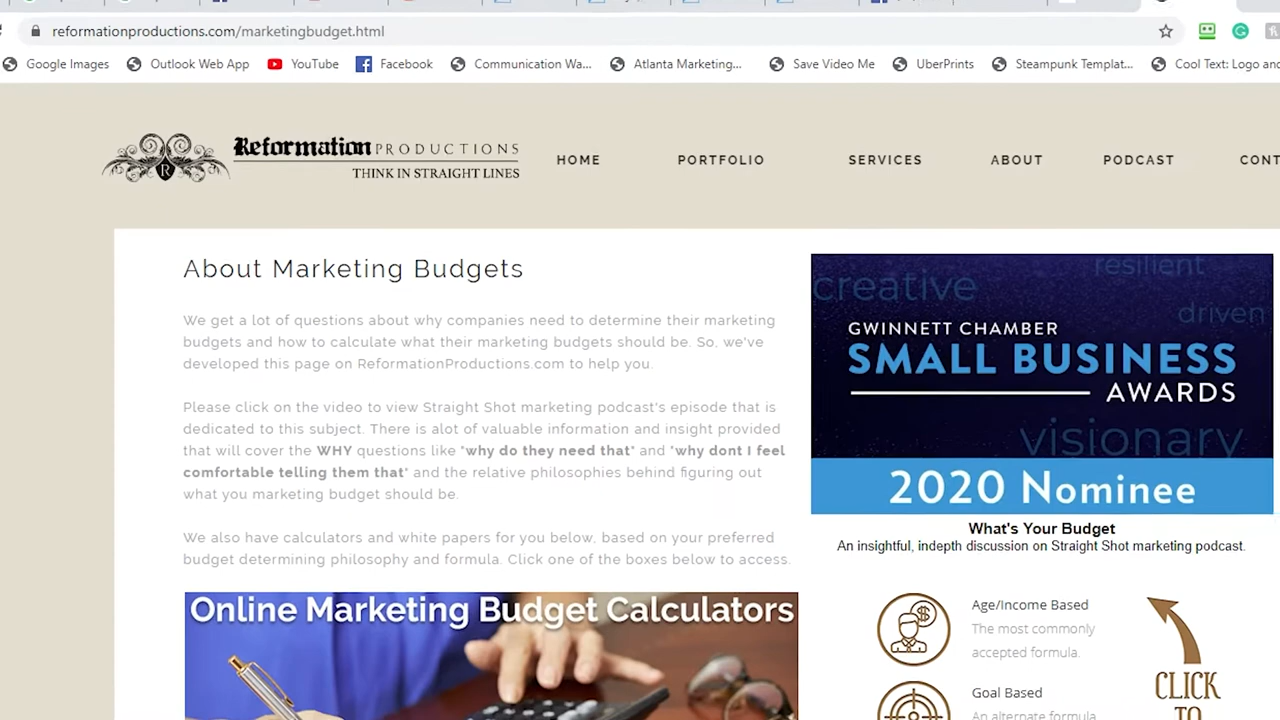 reformationproductions.com/marketingbudget.html
Google Images Outlook Web App YouTube Facebook Communication Wa... Atlanta Marketing... Save Video Me UberPrints Steampunk Templat... Cool Text: Logo and
Reformation PRODUCTIONS
THINK IN STRAIGHT LINES
HOME PORTFOLIO SERVICES ABOUT PODCAST CONT
About Marketing Budgets
We get a lot of questions about why companies need to determine their marketing
budgets and how to calculate what their marketing budgets should be. So, we've
developed this page on ReformationProductions.com to help you.
Please click on the video to view Straight Shot marketing podcast's episode that is
dedicated to this subject. There is alot of valuable information and insight provided
that will cover the WHY questions like "why do they need that" and "why dont I feel
comfortable telling them that" and the relative philosophies behind figuring out
what you marketing budget should be.
We also have calculators and white papers for you below, based on your preferred
budget determining philosophy and formula. Click one of the boxes below to access.
Online Marketing Budget Calculators
creative
resilient
driven
GWINNETT CHAMBER
SMALL BUSINESS
AWARDS
visionary
2020 Nominee
What's Your Budget
An insightful, indepth discussion on Straight Shot marketing podcast.
Age/Income Based
The most commonly
accepted formula.
Goal Based
An alternate formula
CLICK
TO